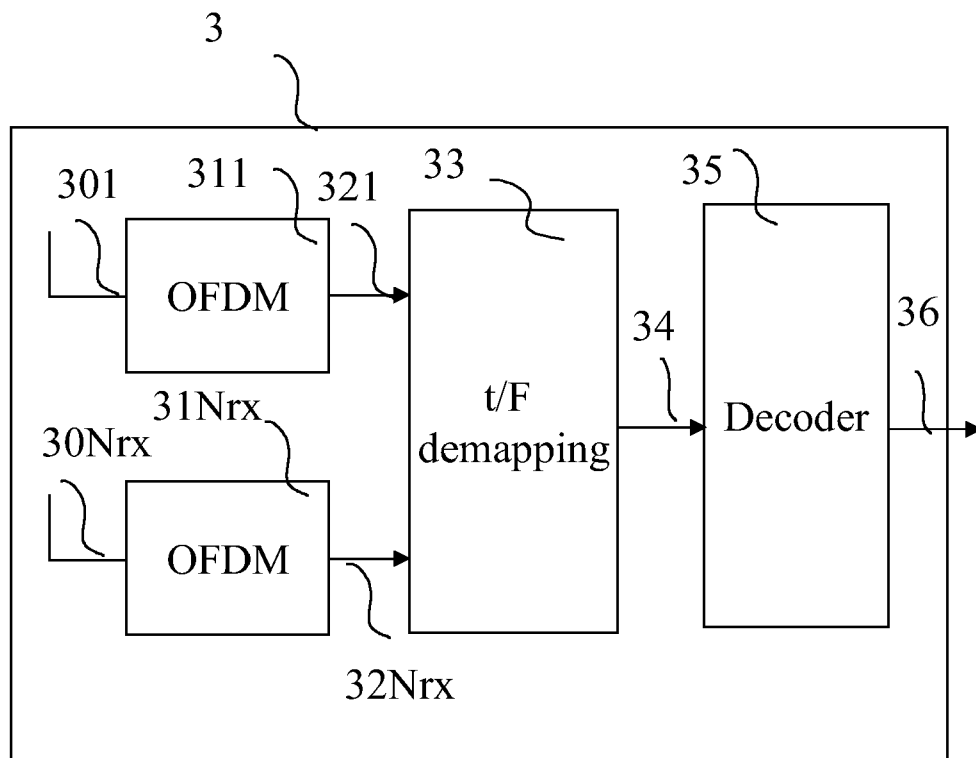 3
301
311
321
33
35
OFDM
34
36
t/F
demapping
Decoder
31Nrx
30Nrx
OFDM
32Nrx